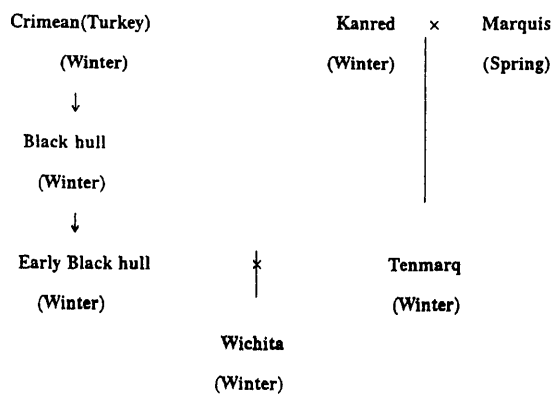 Crimean(Turkey) Kanred × Marquis
(Winter) (Winter) (Spring)
↓
Black hull
(Winter)
↓
Early Black hull × Tenmarq
(Winter) (Winter)
Wichita
(Winter)